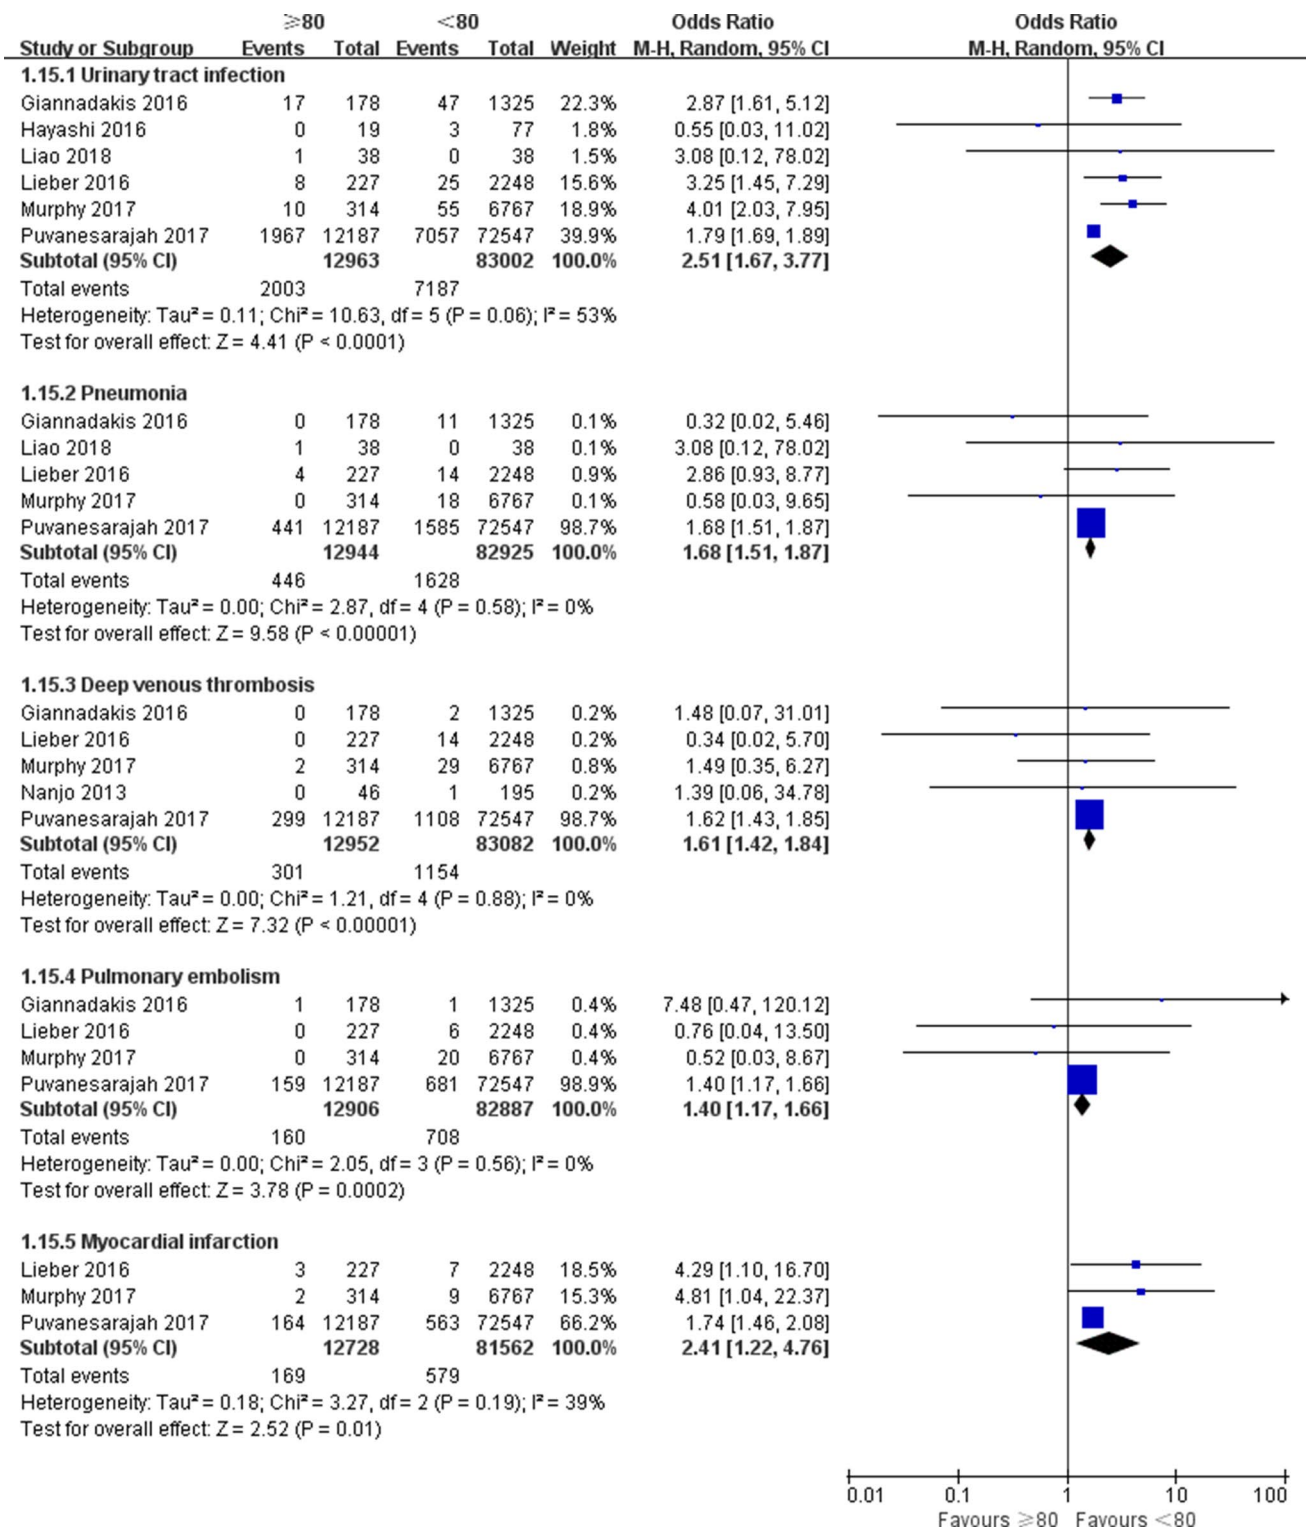 ≥80 <80 Odds Ratio Odds Ratio
Study or Subgroup Events Total Events Total Weight M-H, Random, 95% CI M-H, Random, 95% CI
1.15.1 Urinary tract infection
Giannadakis 2016 17 178 47 1325 22.3% 2.87 [1.61, 5.12]
Hayashi 2016 0 19 3 77 1.8% 0.55 [0.03, 11.02]
Liao 2018 1 38 0 38 1.5% 3.08 [0.12, 78.02]
Lieber 2016 8 227 25 2248 15.6% 3.25 [1.45, 7.29]
Murphy 2017 10 314 55 6767 18.9% 4.01 [2.03, 7.95]
Puvanesarajah 2017 1967 12187 7057 72547 39.9% 1.79 [1.69, 1.89]
Subtotal (95% CI) 12963 83002 100.0% 2.51 [1.67, 3.77]
Total events 2003 7187
Heterogeneity: Tau² = 0.11; Chi² = 10.63, df = 5 (P = 0.06); I² = 53%
Test for overall effect: Z = 4.41 (P < 0.0001)
1.15.2 Pneumonia
Giannadakis 2016 0 178 11 1325 0.1% 0.32 [0.02, 5.46]
Liao 2018 1 38 0 38 0.1% 3.08 [0.12, 78.02]
Lieber 2016 4 227 14 2248 0.9% 2.86 [0.93, 8.77]
Murphy 2017 0 314 18 6767 0.1% 0.58 [0.03, 9.65]
Puvanesarajah 2017 441 12187 1585 72547 98.7% 1.68 [1.51, 1.87]
Subtotal (95% CI) 12944 82925 100.0% 1.68 [1.51, 1.87]
Total events 446 1628
Heterogeneity: Tau² = 0.00; Chi² = 2.87, df = 4 (P = 0.58); I² = 0%
Test for overall effect: Z = 9.58 (P < 0.00001)
1.15.3 Deep venous thrombosis
Giannadakis 2016 0 178 2 1325 0.2% 1.48 [0.07, 31.01]
Lieber 2016 0 227 14 2248 0.2% 0.34 [0.02, 5.70]
Murphy 2017 2 314 29 6767 0.8% 1.49 [0.35, 6.27]
Nanjo 2013 0 46 1 195 0.2% 1.39 [0.06, 34.78]
Puvanesarajah 2017 299 12187 1108 72547 98.7% 1.62 [1.43, 1.85]
Subtotal (95% CI) 12952 83082 100.0% 1.61 [1.42, 1.84]
Total events 301 1154
Heterogeneity: Tau² = 0.00; Chi² = 1.21, df = 4 (P = 0.88); I² = 0%
Test for overall effect: Z = 7.32 (P < 0.00001)
1.15.4 Pulmonary embolism
Giannadakis 2016 1 178 1 1325 0.4% 7.48 [0.47, 120.12]
Lieber 2016 0 227 6 2248 0.4% 0.76 [0.04, 13.50]
Murphy 2017 0 314 20 6767 0.4% 0.52 [0.03, 8.67]
Puvanesarajah 2017 159 12187 681 72547 98.9% 1.40 [1.17, 1.66]
Subtotal (95% CI) 12906 82887 100.0% 1.40 [1.17, 1.66]
Total events 160 708
Heterogeneity: Tau² = 0.00; Chi² = 2.05, df = 3 (P = 0.56); I² = 0%
Test for overall effect: Z = 3.78 (P = 0.0002)
1.15.5 Myocardial infarction
Lieber 2016 3 227 7 2248 18.5% 4.29 [1.10, 16.70]
Murphy 2017 2 314 9 6767 15.3% 4.81 [1.04, 22.37]
Puvanesarajah 2017 164 12187 563 72547 66.2% 1.74 [1.46, 2.08]
Subtotal (95% CI) 12728 81562 100.0% 2.41 [1.22, 4.76]
Total events 169 579
Heterogeneity: Tau² = 0.18; Chi² = 3.27, df = 2 (P = 0.19); I² = 39%
Test for overall effect: Z = 2.52 (P = 0.01)
0.01 0.1 1 10 100
Favours ≥80 Favours <80